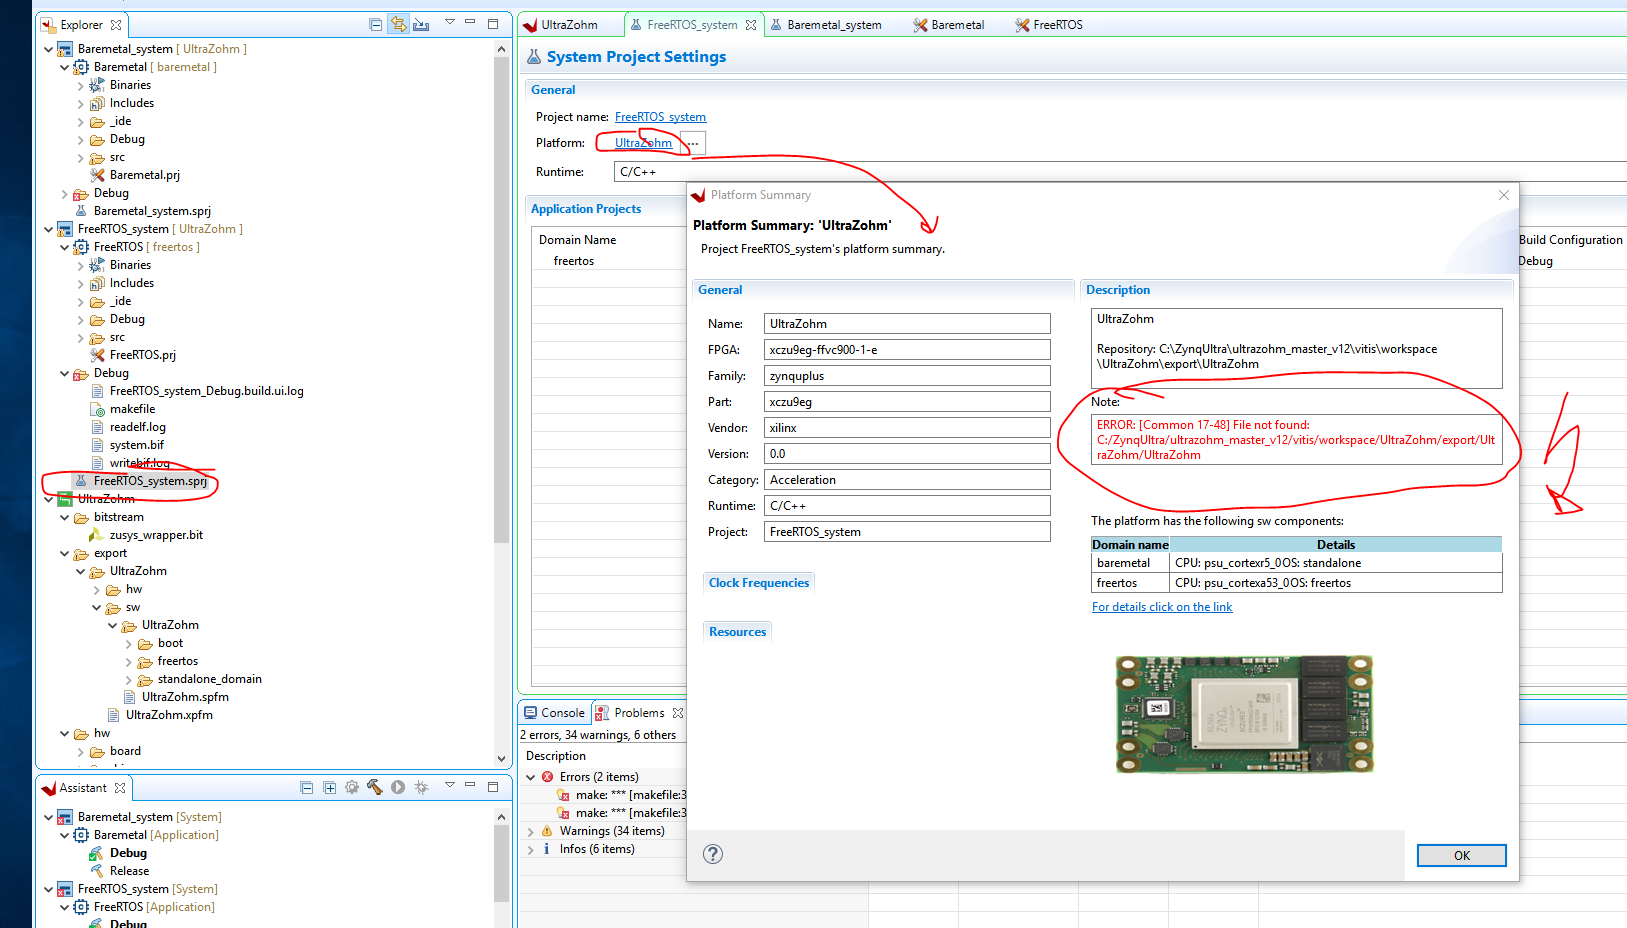 Explorer
Baremetal_system [ UltraZohm ]
Baremetal [ baremetal ]
Binaries
Includes
_ide
Debug
src
Baremetal.prj
Debug
Baremetal_system.sprj
FreeRTOS_system [ UltraZohm ]
FreeRTOS [ freertos ]
Binaries
Includes
_ide
Debug
src
FreeRTOS.prj
Debug
FreeRTOS_system_Debug.build.ui.log
makefile
readelf.log
system.bif
writebif.log
FreeRTOS_system.sprj
UltraZohm
bitstream
zusys_wrapper.bit
export
UltraZohm
hw
sw
UltraZohm
boot
freertos
standalone_domain
UltraZohm.spfm
UltraZohm.xpfm
hw
board
Assistant
Baremetal_system [System]
Baremetal [Application]
Debug
Release
FreeRTOS_system [System]
FreeRTOS [Application]
Debug
UltraZohm
FreeRTOS_system
Baremetal_system
Baremetal
FreeRTOS
System Project Settings
General
Project name: FreeRTOS_system
Platform: UltraZohm ...
Runtime: C/C++
Application Projects
Domain Name
freertos
Build Configuration
Debug
Platform Summary
Platform Summary: 'UltraZohm'
Project FreeRTOS_system's platform summary.
General
Name: UltraZohm
FPGA: xczu9eg-ffvc900-1-e
Family: zynquplus
Part: xczu9eg
Vendor: xilinx
Version: 0.0
Category: Acceleration
Runtime: C/C++
Project: FreeRTOS_system
Clock Frequencies
Resources
Description
UltraZohm
Repository: C:\ZynqUltra\ultrazohm_master_v12\vitis\workspace
\UltraZohm\export\UltraZohm
Note:
ERROR: [Common 17-48] File not found:
C:/ZynqUltra/ultrazohm_master_v12/vitis/workspace/UltraZohm/export/Ult
raZohm/UltraZohm
The platform has the following sw components:
Domain name Details
baremetal CPU: psu_cortexr5_0OS: standalone
freertos CPU: psu_cortexa53_0OS: freertos
For details click on the link
ZYNQ
OK
Console
Problems
2 errors, 34 warnings, 6 others
Description
Errors (2 items)
make: *** [makefile:3
make: *** [makefile:3
Warnings (34 items)
Infos (6 items)